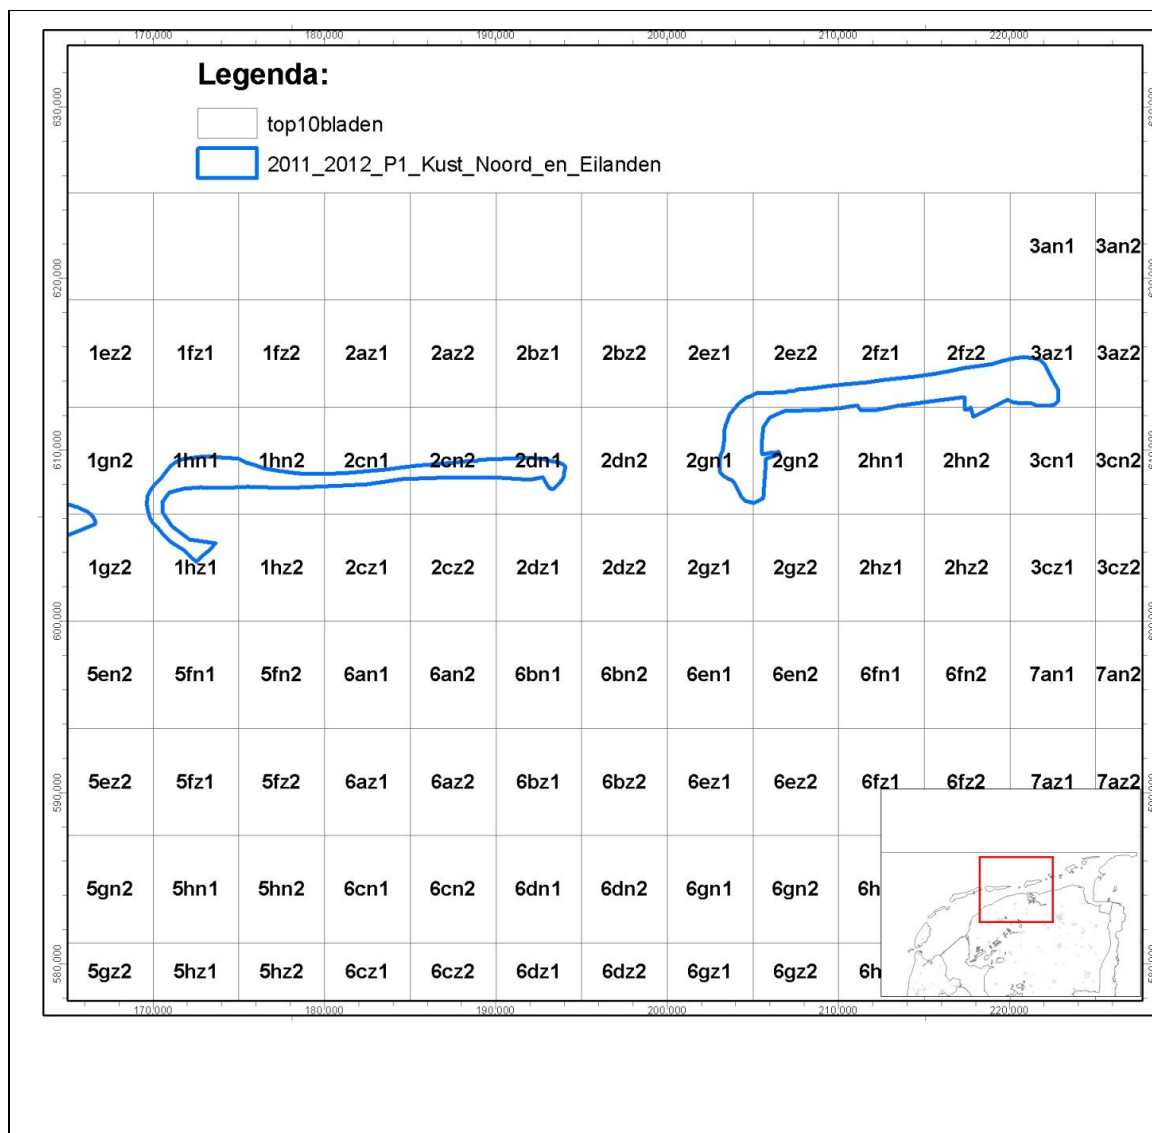 170,000 180,000 190,000 200,000 210,000 220,000
Legenda:
top10bladen
2011_2012_P1_Kust_Noord_en_Eilanden
630,000
3an1 3an2
620,000
1ez2 1fz1 1fz2 2az1 2az2 2bz1 2bz2 2ez1 2ez2 2fz1 2fz2 3az1 3az2
610,000
1gn2 1hn1 1hn2 2cn1 2cn2 2dn1 2dn2 2gn1 2gn2 2hn1 2hn2 3cn1 3cn2
1gz2 1hz1 1hz2 2cz1 2cz2 2dz1 2dz2 2gz1 2gz2 2hz1 2hz2 3cz1 3cz2
600,000
5en2 5fn1 5fn2 6an1 6an2 6bn1 6bn2 6en1 6en2 6fn1 6fn2 7an1 7an2
5ez2 5fz1 5fz2 6az1 6az2 6bz1 6bz2 6ez1 6ez2 6fz1 6fz2 7az1 7az2
590,000
5gn2 5hn1 5hn2 6cn1 6cn2 6dn1 6dn2 6gn1 6gn2 6h
5gz2 5hz1 5hz2 6cz1 6cz2 6dz1 6dz2 6gz1 6gz2 6h
580,000
170,000 180,000 190,000 200,000 210,000 220,000